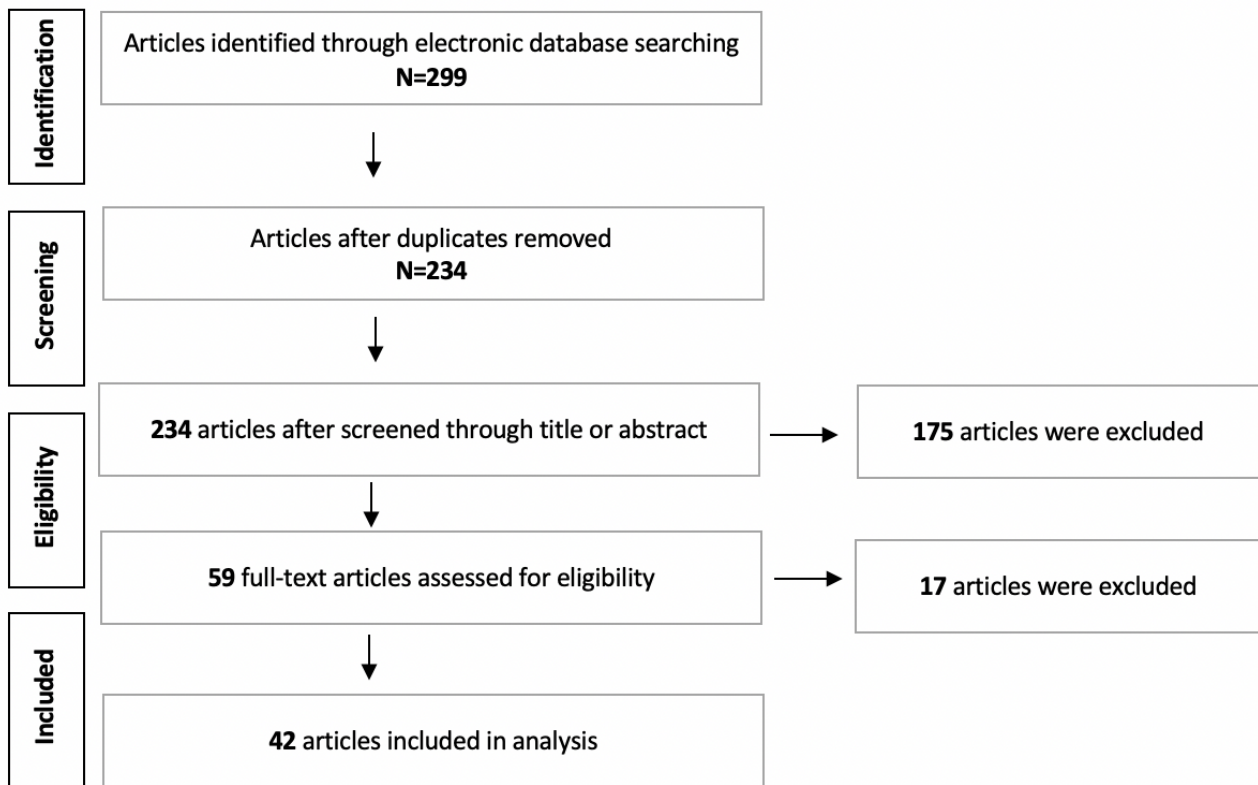 Identification
Articles identified through electronic database searching
N=299
Screening
Articles after duplicates removed
N=234
Eligibility
234 articles after screened through title or abstract
175 articles were excluded
59 full-text articles assessed for eligibility
17 articles were excluded
Included
42 articles included in analysis